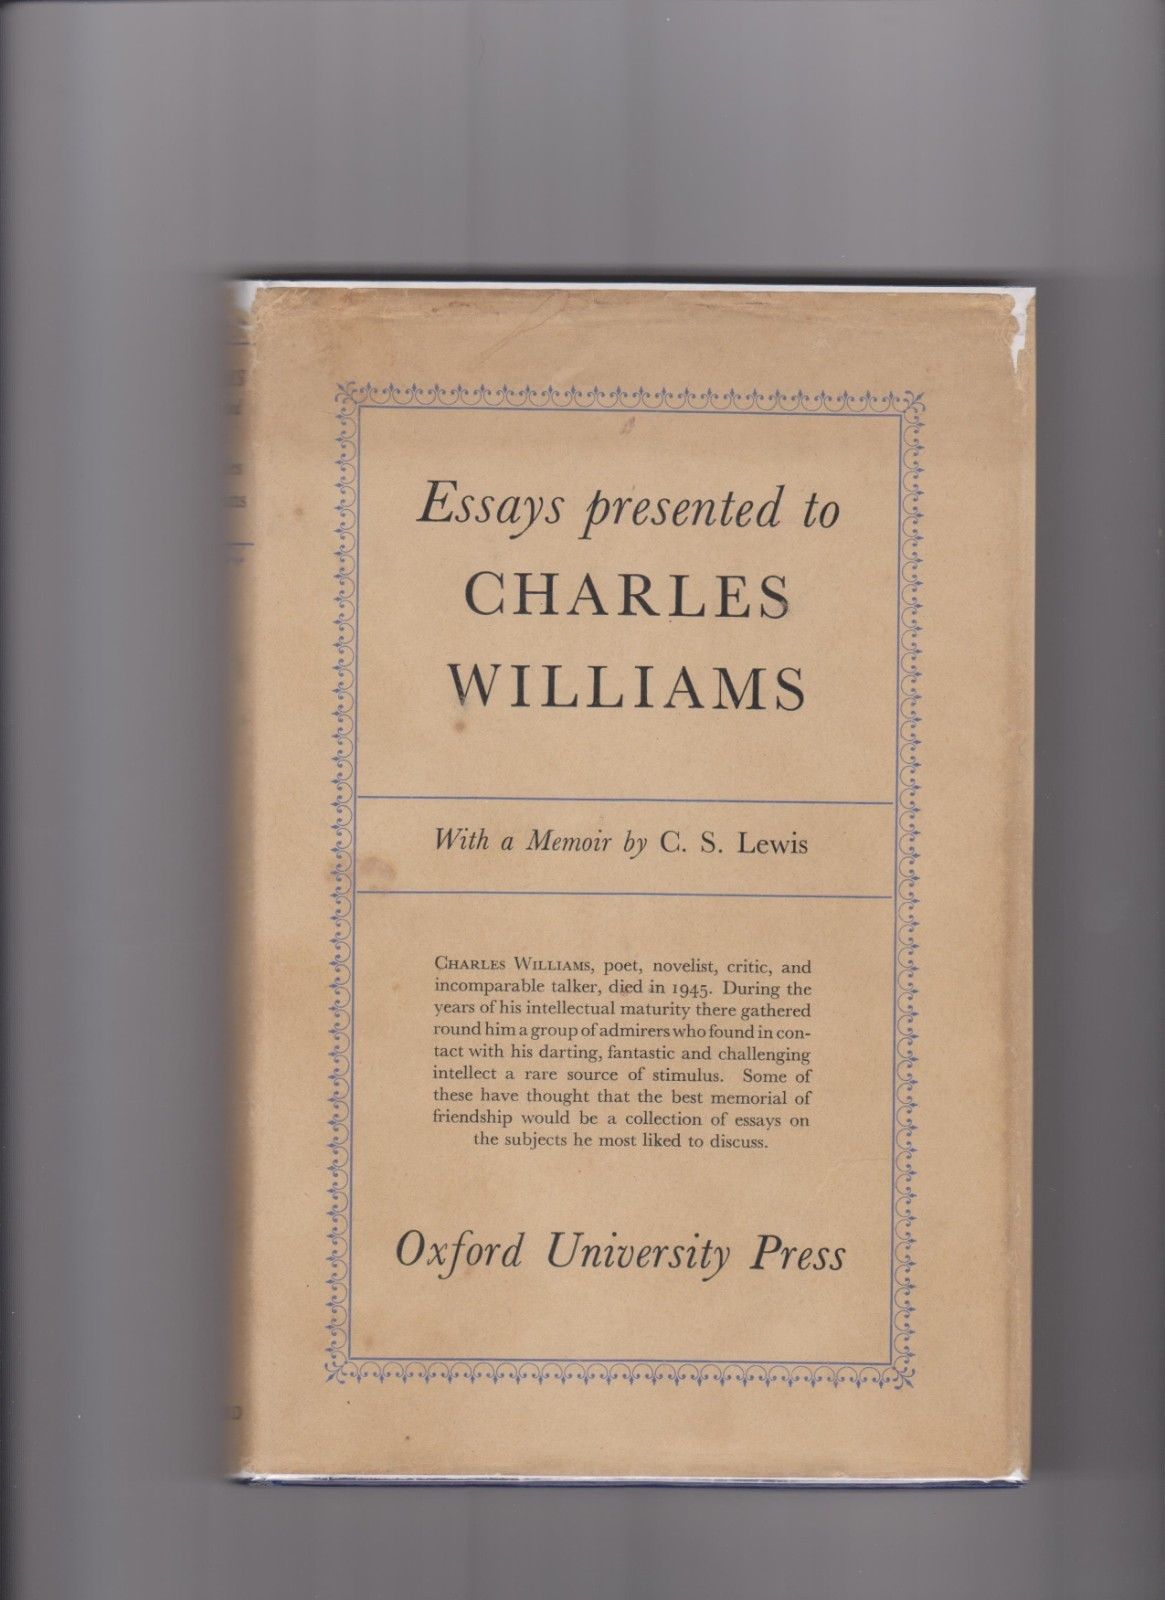 Essays presented to
CHARLES
WILLIAMS
With a Memoir by C. S. Lewis
CHARLES WILLIAMS, poet, novelist, critic, and
incomparable talker, died in 1945. During the
years of his intellectual maturity there gathered
round him a group of admirers who found in con-
tact with his darting, fantastic and challenging
intellect a rare source of stimulus. Some of
these have thought that the best memorial of
friendship would be a collection of essays on
the subjects he most liked to discuss.
Oxford University Press